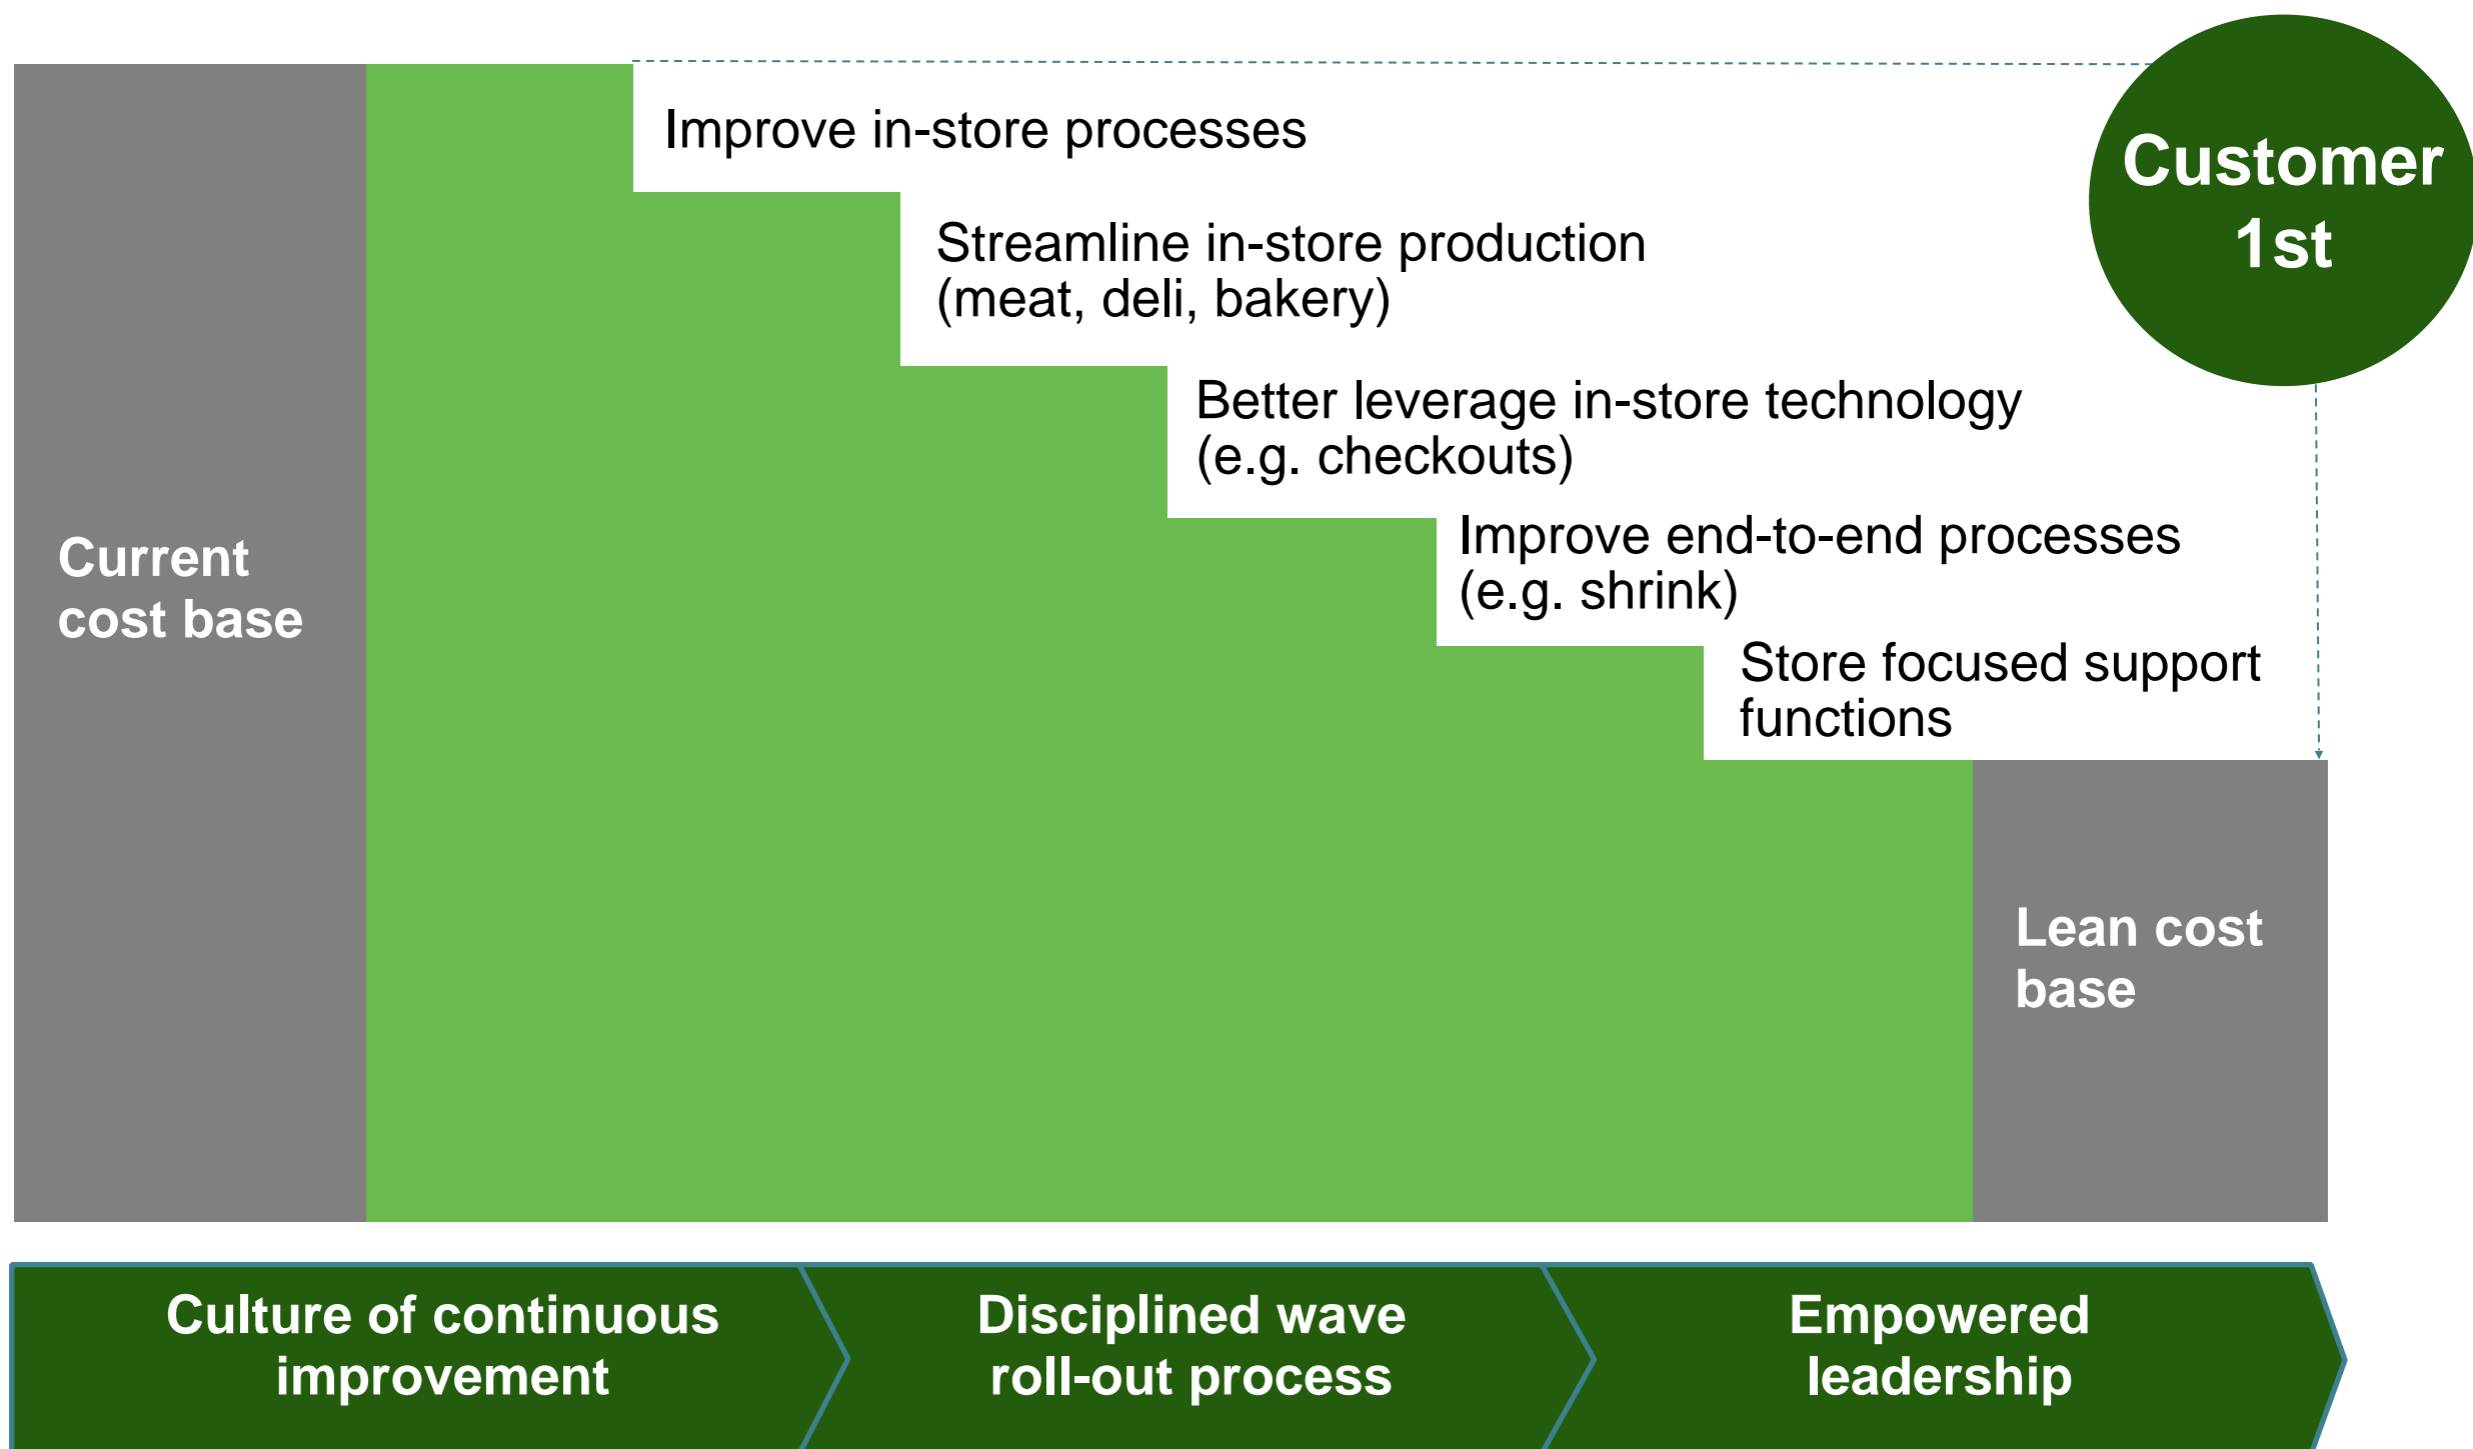 Improve in-store processes
Customer
1st
Streamline in-store production
(meat, deli, bakery)
Better leverage in-store technology
(e.g. checkouts)
Improve end-to-end processes
(e.g. shrink)
Current
cost base
Store focused support
functions
Lean cost
base
Culture of continuous
improvement
Disciplined wave
roll-out process
Empowered
leadership